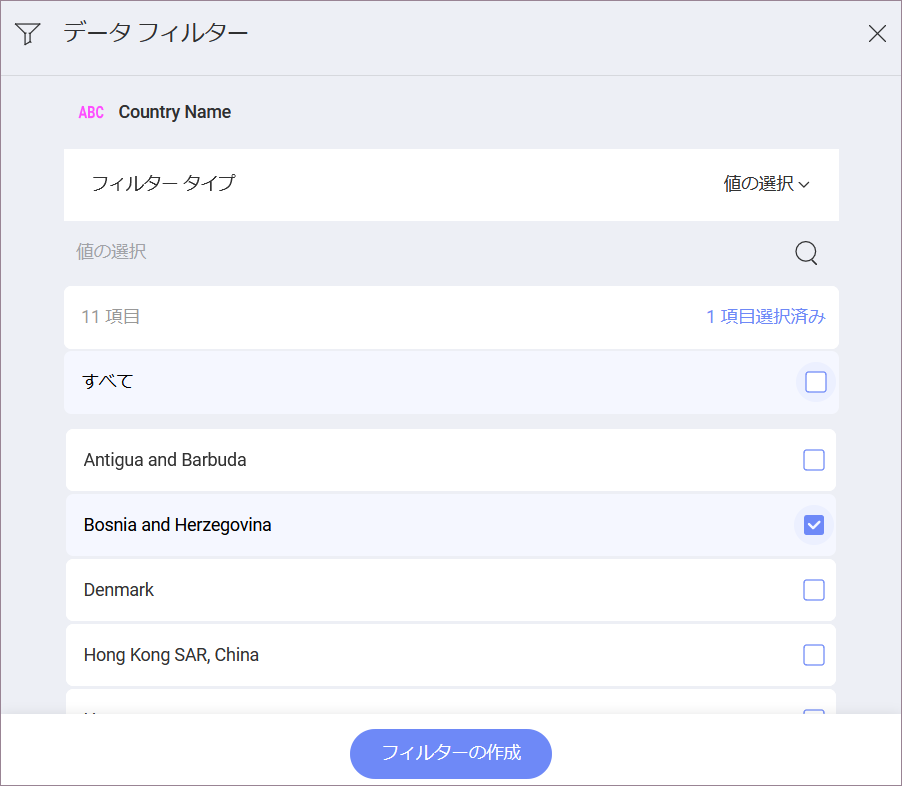 データ フィルター
ABC Country Name
フィルター タイプ 値の選択
値の選択
11 項目 1 項目選択済み
すべて
Antigua and Barbuda
Bosnia and Herzegovina
Denmark
Hong Kong SAR, China
フィルターの作成